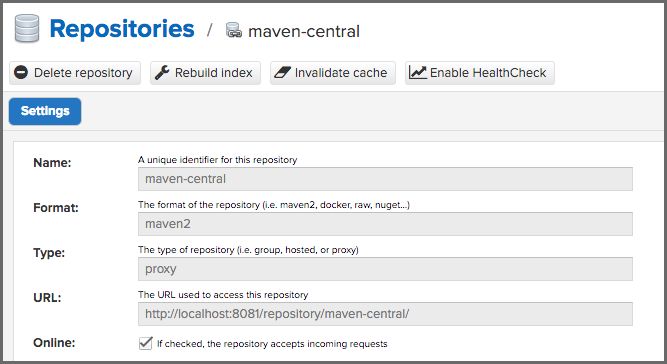 Repositories / maven-central
Delete repository Rebuild index Invalidate cache Enable HealthCheck
Settings
Name: A unique identifier for this repository
maven-central
Format: The format of the repository (i.e. maven2, docker, raw, nuget...)
maven2
Type: The type of repository (i.e. group, hosted, or proxy)
proxy
URL: The URL used to access this repository
http://localhost:8081/repository/maven-central/
Online: If checked, the repository accepts incoming requests